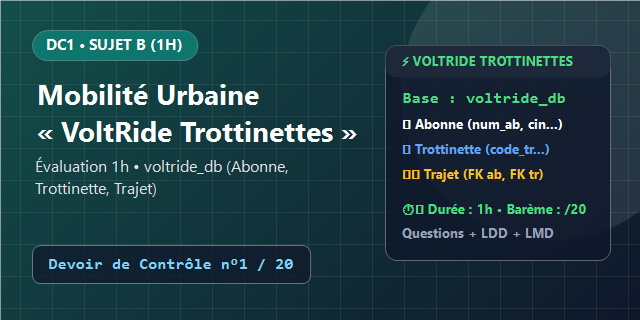 DC1 • SUJET B (1H)
Mobilité Urbaine
« VoltRide Trottinettes »
Évaluation 1h • voltride_db (Abonne,
Trottinette, Trajet)
Devoir de Contrôle nº1 / 20
⚡ VOLTRIDE TROTTINETTES
Base : voltride_db
Abonne (num_ab, cin...)
Trottinette (code_tr...)
Trajet (FK ab, FK tr)
⏱ Durée : 1h • Barème : /20
Questions + LDD + LMD